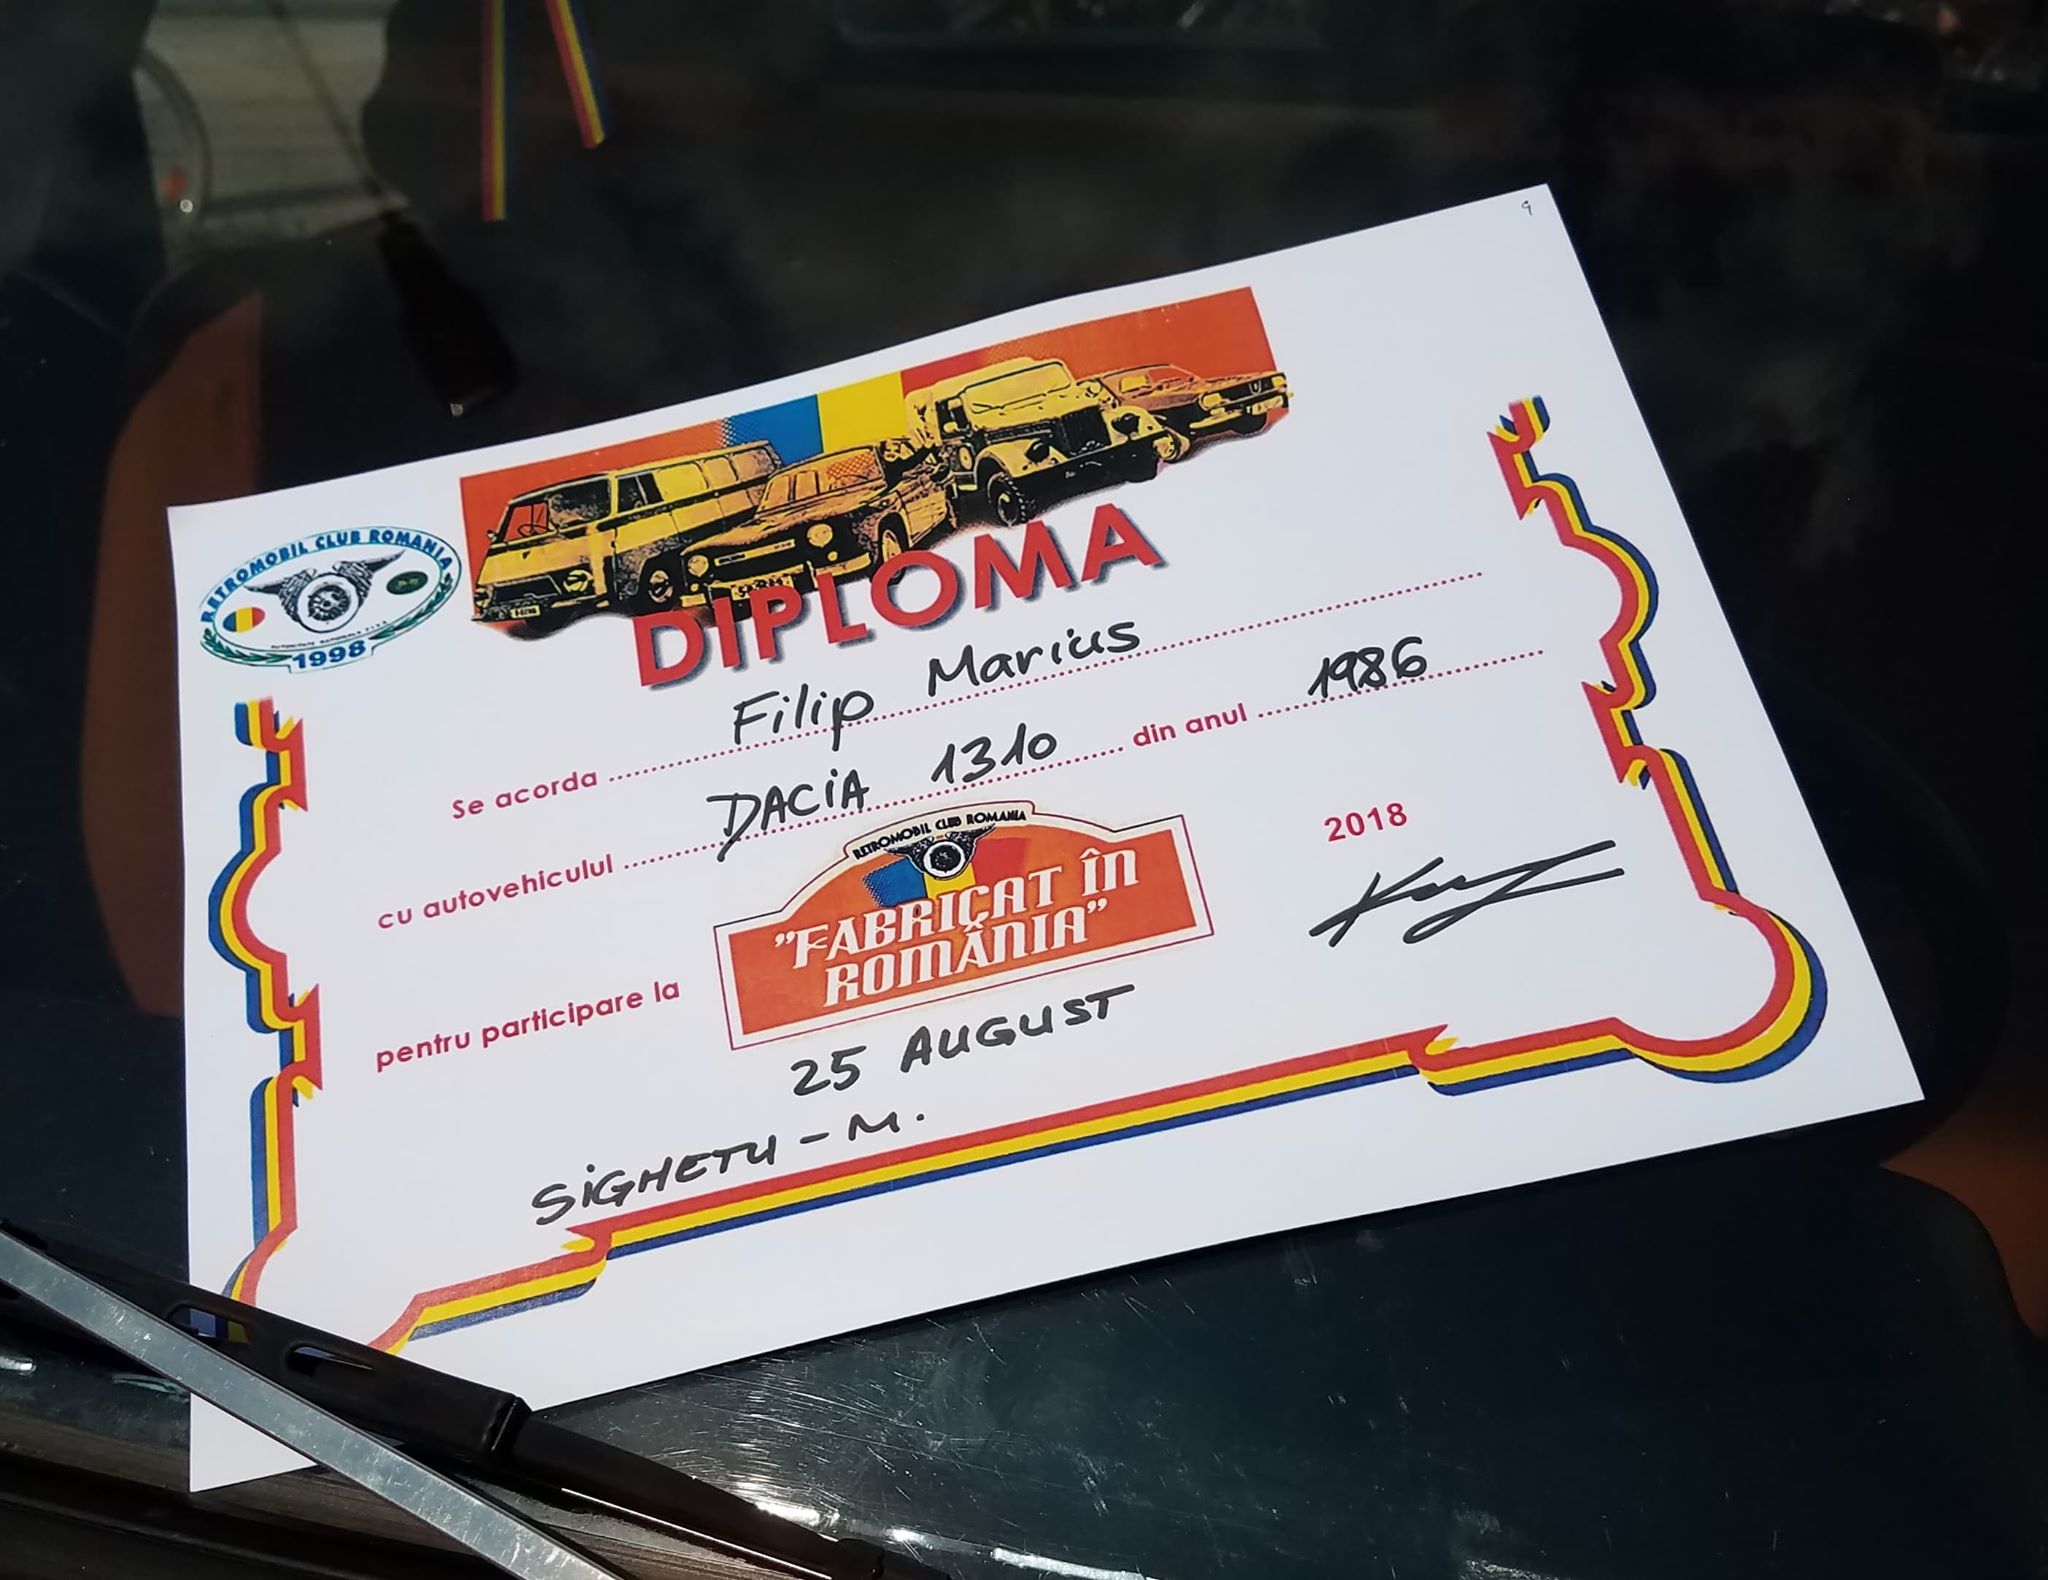 9
RETROMOBIL CLUB ROMANIA
1998
DIPLOMA
Se acorda Filip Marius
cu autovehiculul DACIA 1310 din anul 1986
pentru participare la
RETROMOBIL CLUB ROMANIA
"FABRICAT ÎN
ROMÂNIA"
2018
25 AUGUST
SIGHETU-M.